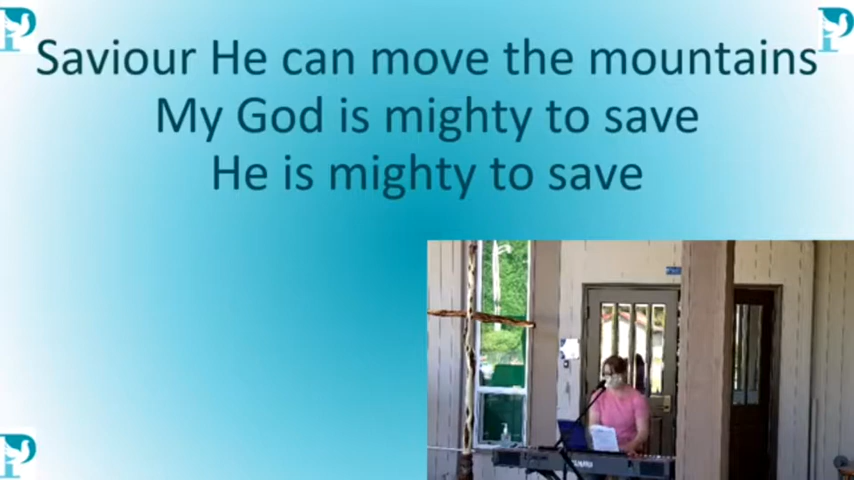 Saviour He can move the mountains
My God is mighty to save
He is mighty to save